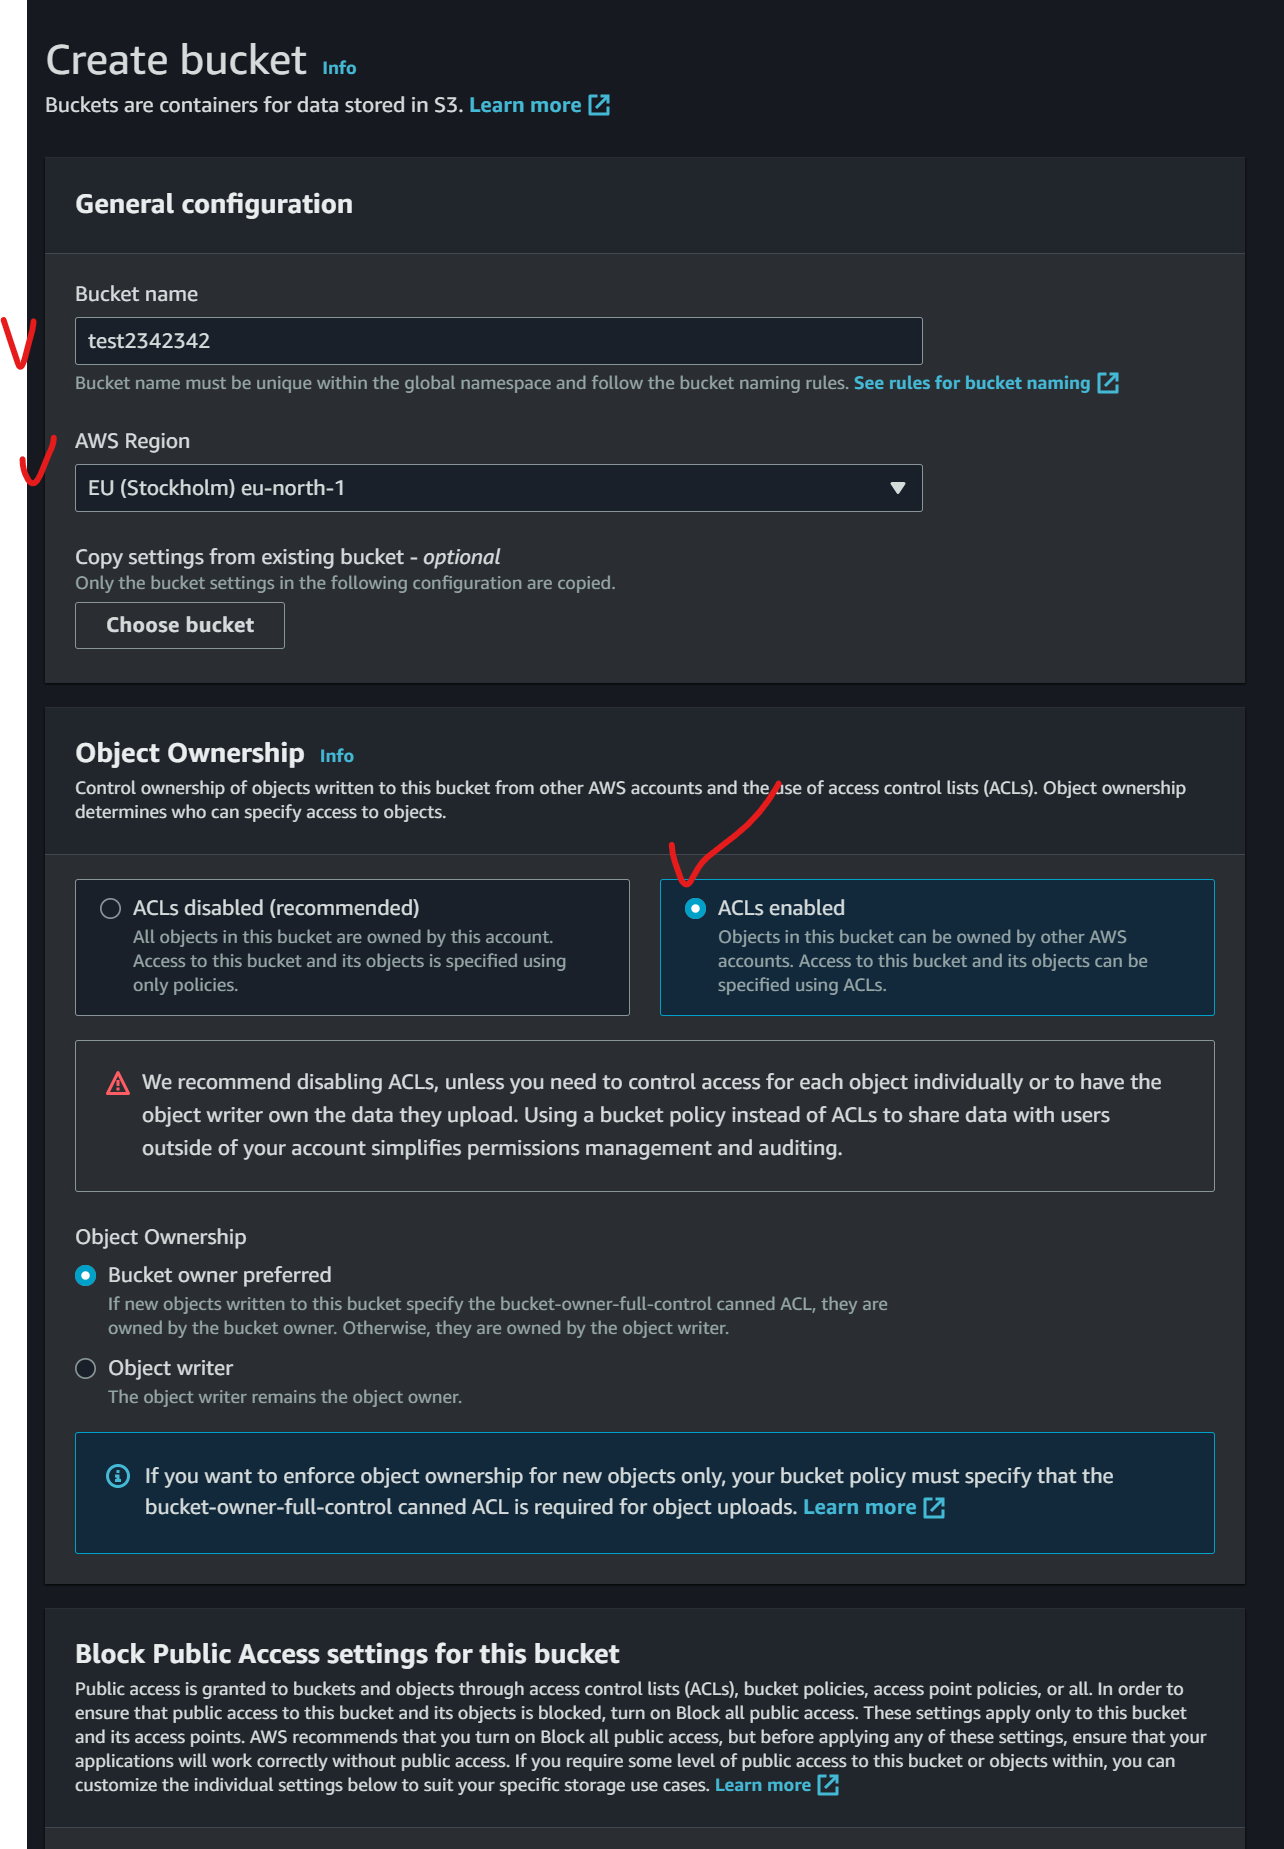 Create bucket Info
Buckets are containers for data stored in S3. Learn more
General configuration
Bucket name
test2342342
Bucket name must be unique within the global namespace and follow the bucket naming rules. See rules for bucket naming
AWS Region
EU (Stockholm) eu-north-1
Copy settings from existing bucket - optional
Only the bucket settings in the following configuration are copied.
Choose bucket
Object Ownership Info
Control ownership of objects written to this bucket from other AWS accounts and the use of access control lists (ACLs). Object ownership
determines who can specify access to objects.
ACLs disabled (recommended)
All objects in this bucket are owned by this account.
Access to this bucket and its objects is specified using
only policies.
ACLs enabled
Objects in this bucket can be owned by other AWS
accounts. Access to this bucket and its objects can be
specified using ACLs.
We recommend disabling ACLs, unless you need to control access for each object individually or to have the
object writer own the data they upload. Using a bucket policy instead of ACLs to share data with users
outside of your account simplifies permissions management and auditing.
Object Ownership
Bucket owner preferred
If new objects written to this bucket specify the bucket-owner-full-control canned ACL, they are
owned by the bucket owner. Otherwise, they are owned by the object writer.
Object writer
The object writer remains the object owner.
If you want to enforce object ownership for new objects only, your bucket policy must specify that the
bucket-owner-full-control canned ACL is required for object uploads. Learn more
Block Public Access settings for this bucket
Public access is granted to buckets and objects through access control lists (ACLs), bucket policies, access point policies, or all. In order to
ensure that public access to this bucket and its objects is blocked, turn on Block all public access. These settings apply only to this bucket
and its access points. AWS recommends that you turn on Block all public access, but before applying any of these settings, ensure that your
applications will work correctly without public access. If you require some level of public access to this bucket or objects within, you can
customize the individual settings below to suit your specific storage use cases. Learn more